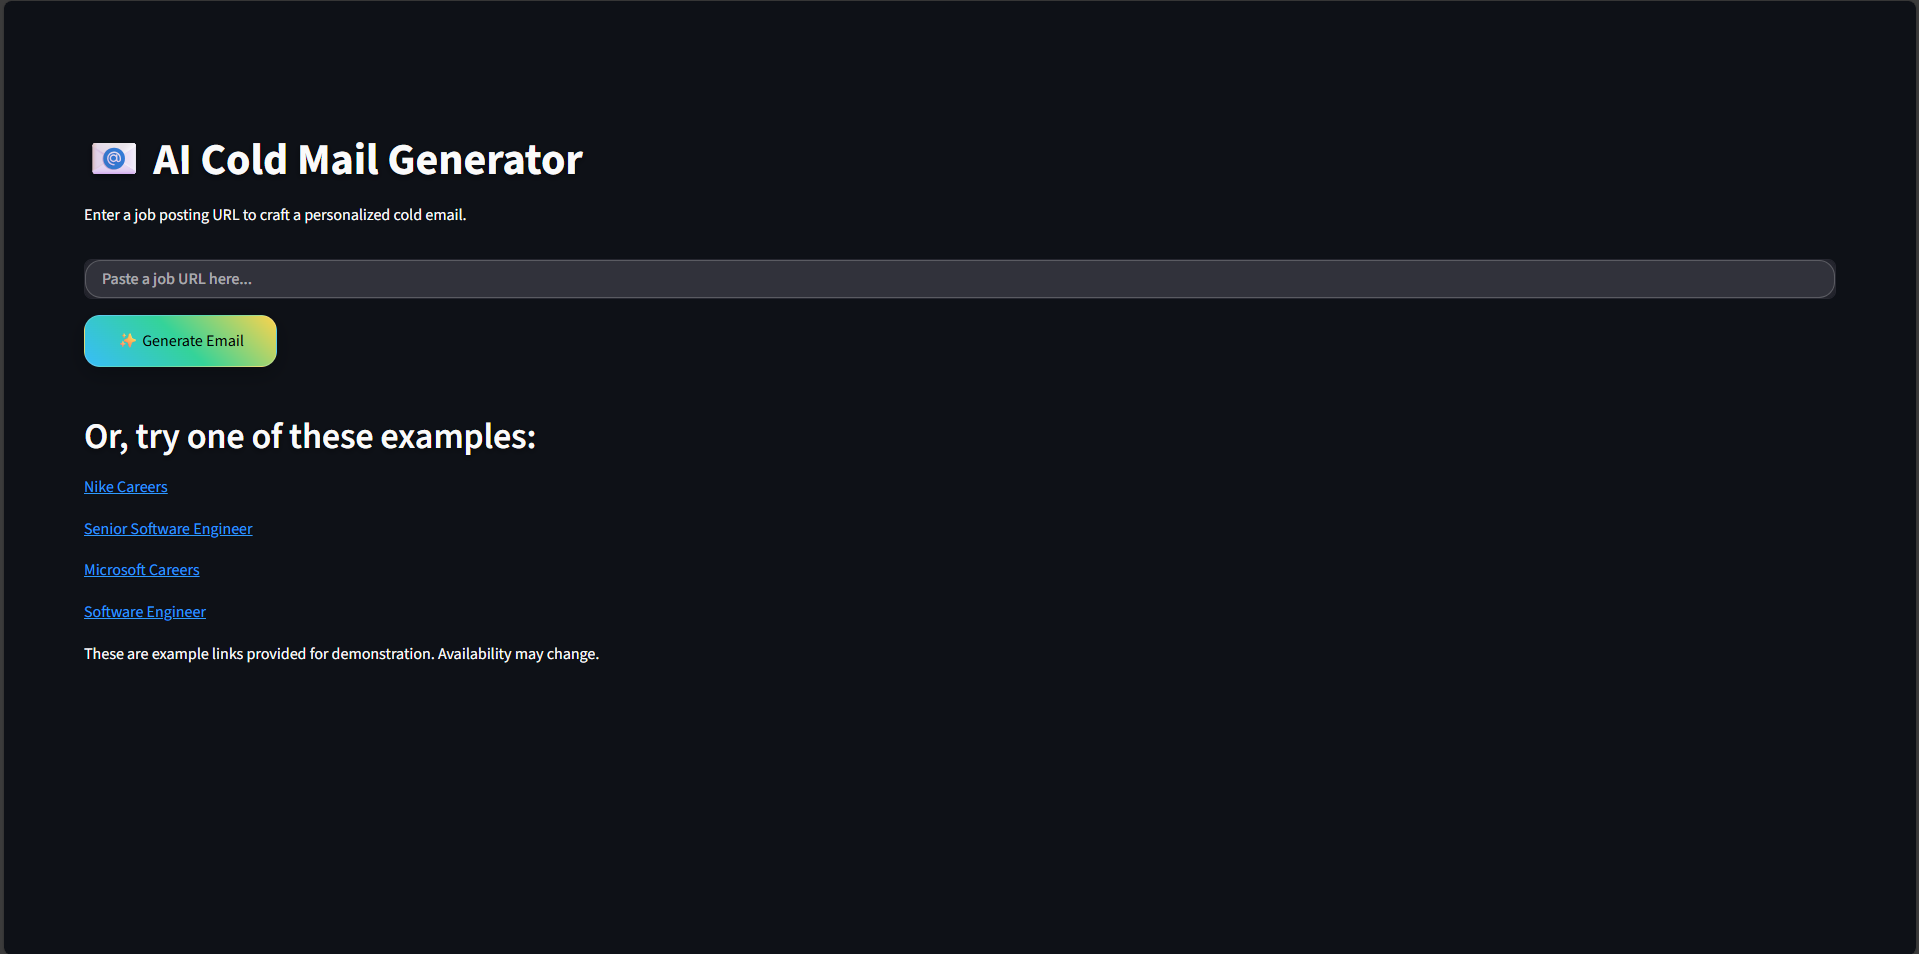 AI Cold Mail Generator
Enter a job posting URL to craft a personalized cold email.
Paste a job URL here...
✨ Generate Email
Or, try one of these examples:
Nike Careers
Senior Software Engineer
Microsoft Careers
Software Engineer
These are example links provided for demonstration. Availability may change.